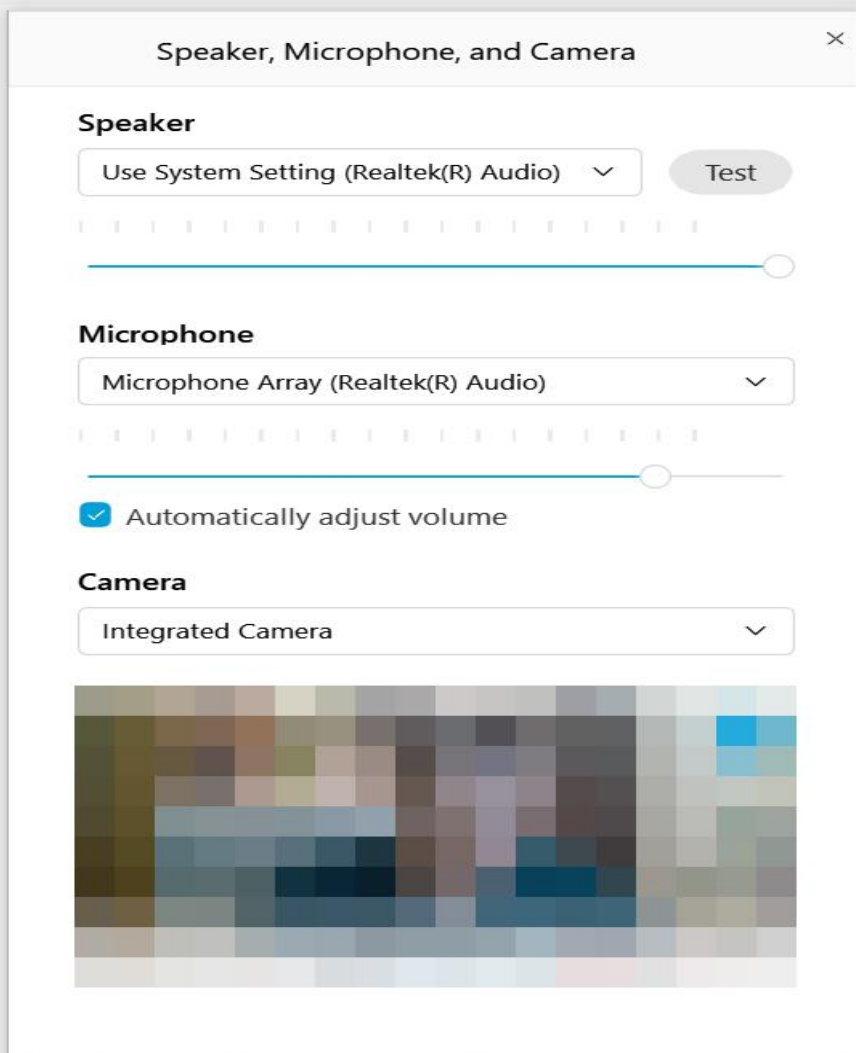 Speaker, Microphone, and Camera
Speaker
Use System Setting (Realtek(R) Audio)
Test
Microphone
Microphone Array (Realtek(R) Audio)
Automatically adjust volume
Camera
Integrated Camera